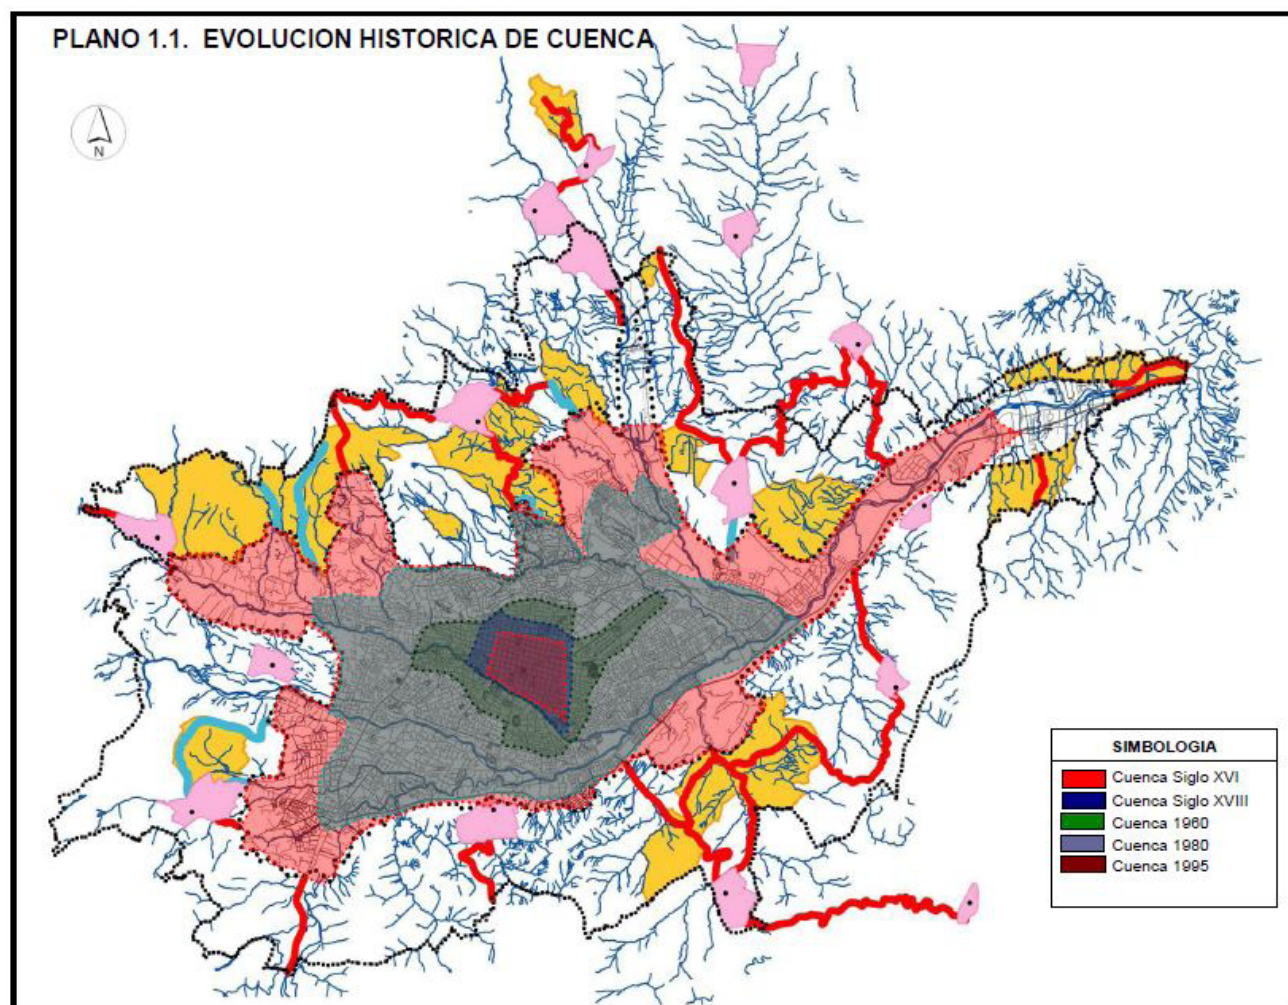 PLANO 1.1. EVOLUCION HISTORICA DE CUENCA
N
SIMBOLOGIA
Cuenca Siglo XVI
Cuenca Siglo XVIII
Cuenca 1960
Cuenca 1980
Cuenca 1995